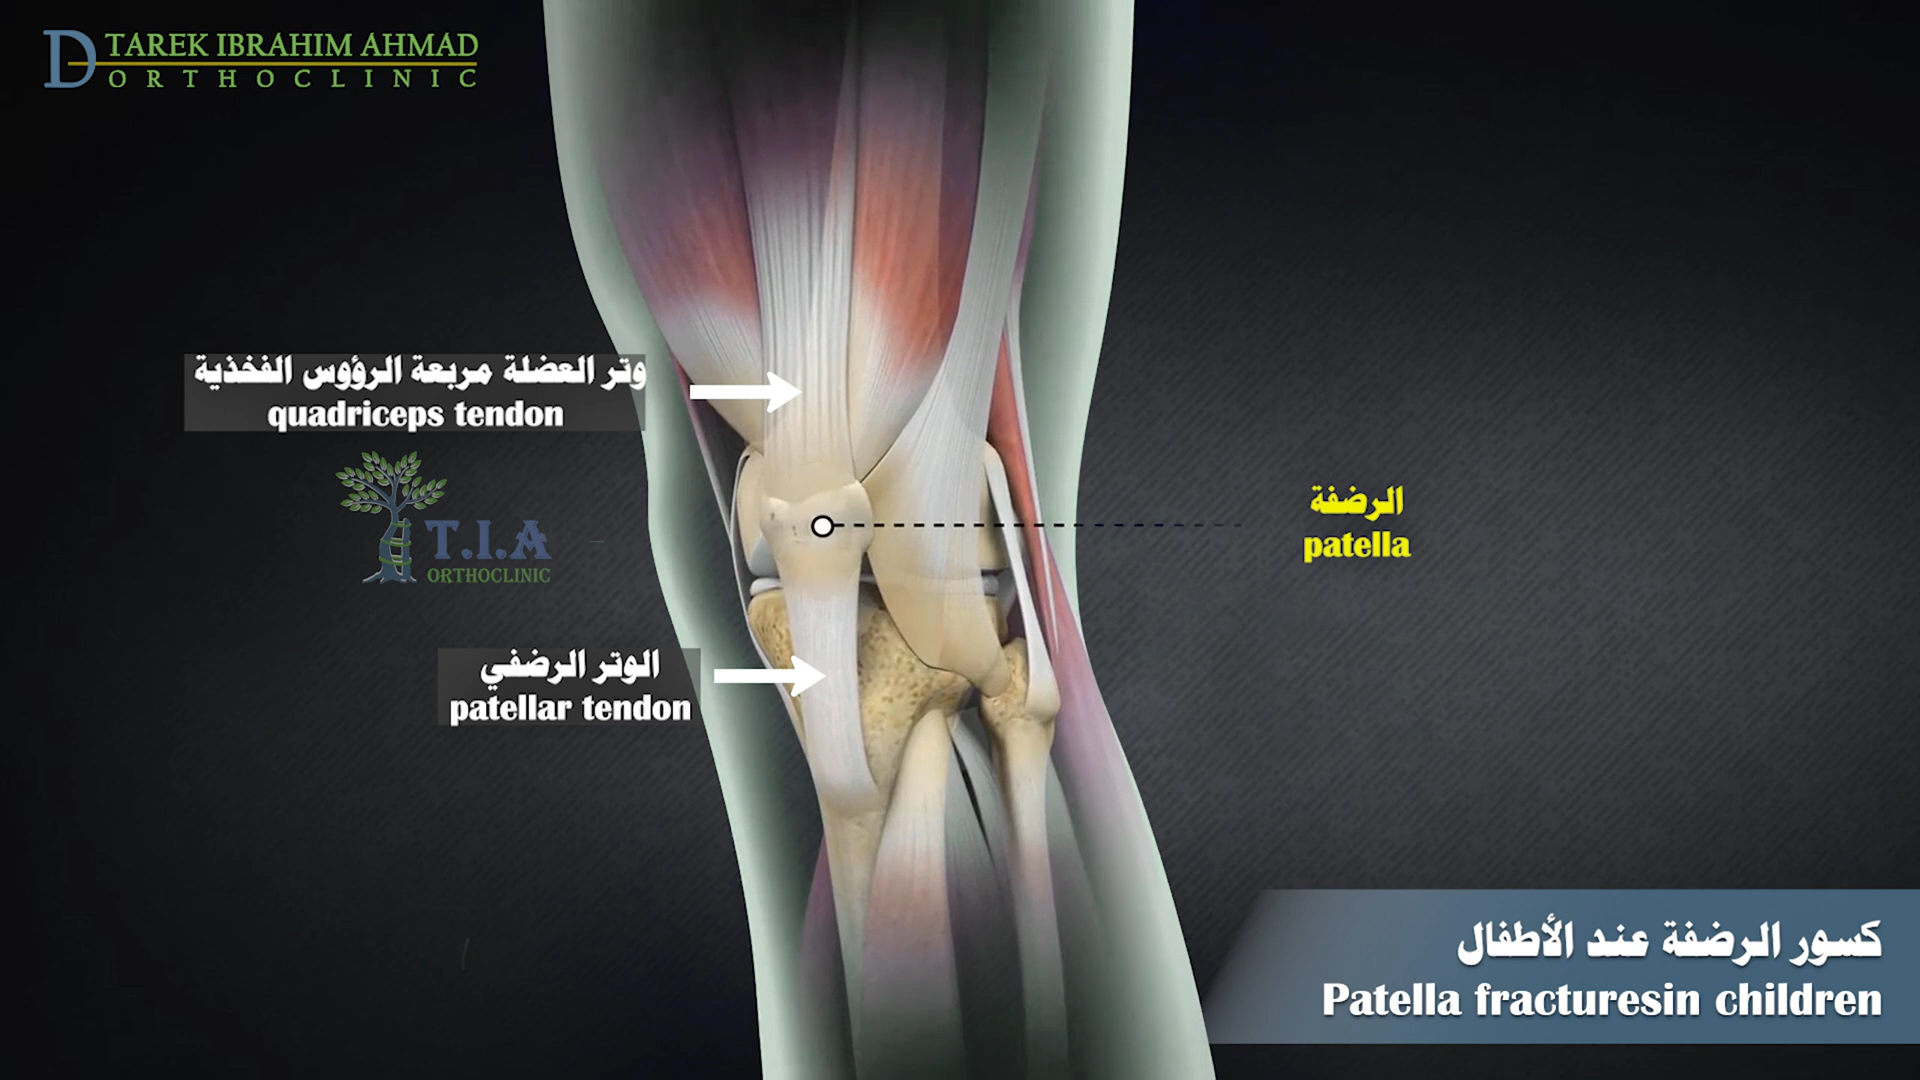 D TAREK IBRAHIM AHMAD
ORTHOCLINIC
وتر العضلة مربعة الرؤوس الفخذية
quadriceps tendon
T.I.A
ORTHOCLINIC
الرضفة
patella
الوتر الرضفي
patellar tendon
كسور الرضفة عند الأطفال
Patella fracturesin children